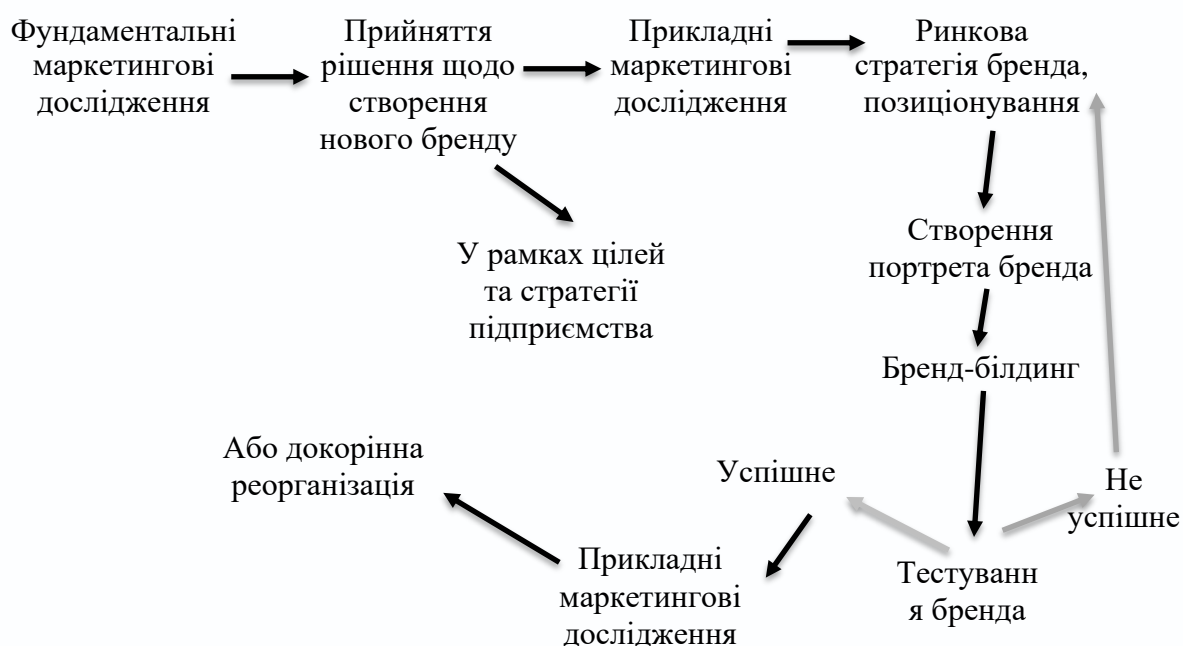 Фундаментальні
маркетингові
дослідження
Прийняття
рішення щодо
створення
нового бренду
Прикладні
маркетингові
дослідження
Ринкова
стратегія бренда,
позиціонування
У рамках цілей
та стратегії
підприємства
Створення
портрета бренда
Бренд-білдинг
Або докорінна
реорганізація
Успішне
Не
успішне
Прикладні
маркетингові
дослідження
Тестуванн
я бренда